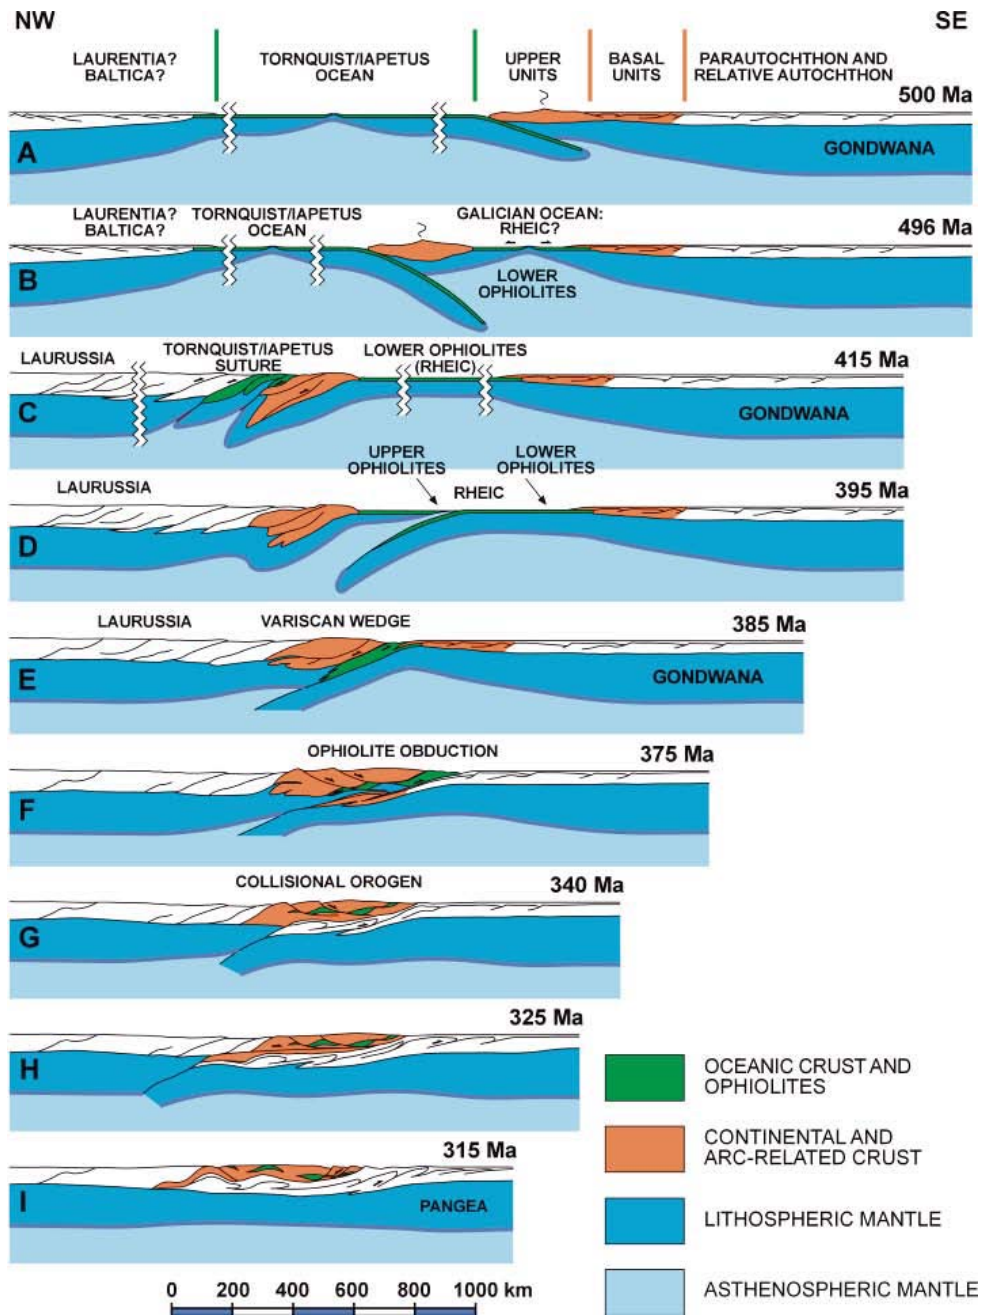 NW
SE
LAURENTIA?
BALTICA?
TORNQUIST/IAPETUS
OCEAN
UPPER
UNITS
BASAL
UNITS
PARAUTOCHTHON AND
RELATIVE AUTOCHTHON
500 Ma
A
GONDWANA
LAURENTIA?
BALTICA?
TORNQUIST/IAPETUS
OCEAN
GALICIAN OCEAN:
RHEIC?
496 Ma
B
LOWER
OPHIOLITES
LAURUSSIA
TORNQUIST/IAPETUS
SUTURE
LOWER OPHIOLITES
(RHEIC)
415 Ma
C
GONDWANA
UPPER
OPHIOLITES
LOWER
OPHIOLITES
LAURUSSIA
RHEIC
395 Ma
D
LAURUSSIA
VARISCAN WEDGE
385 Ma
E
GONDWANA
OPHIOLITE OBDUCTION
375 Ma
F
COLLISIONAL OROGEN
340 Ma
G
325 Ma
H
315 Ma
I
PANGEA
OCEANIC CRUST AND
OPHIOLITES
CONTINENTAL AND
ARC-RELATED CRUST
LITHOSPHERIC MANTLE
ASTHENOSPHERIC MANTLE
0 200 400 600 800 1000 km